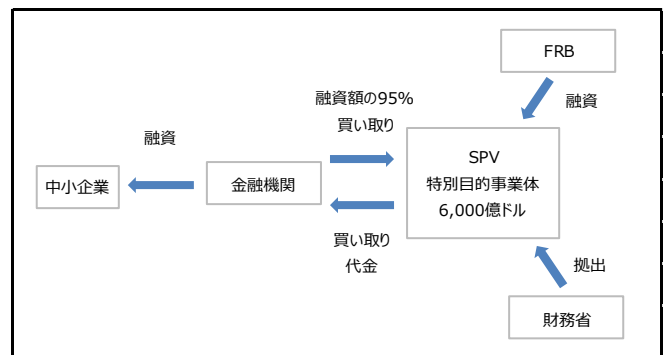 FRB
融資額の95%
買い取り
融資
融資
SPV
特別目的事業体
6,000億ドル
中小企業
金融機関
買い取り
代金
拠出
財務省